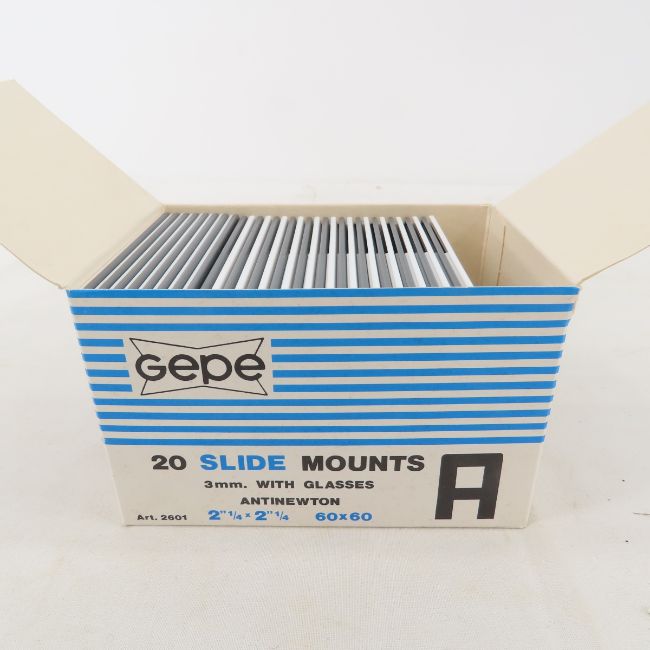 Gepe
20 SLIDE MOUNTS
3mm. WITH GLASSES
ANTINEWTON
Art. 2601 2"1/4 x 2"1/4 60x60
A